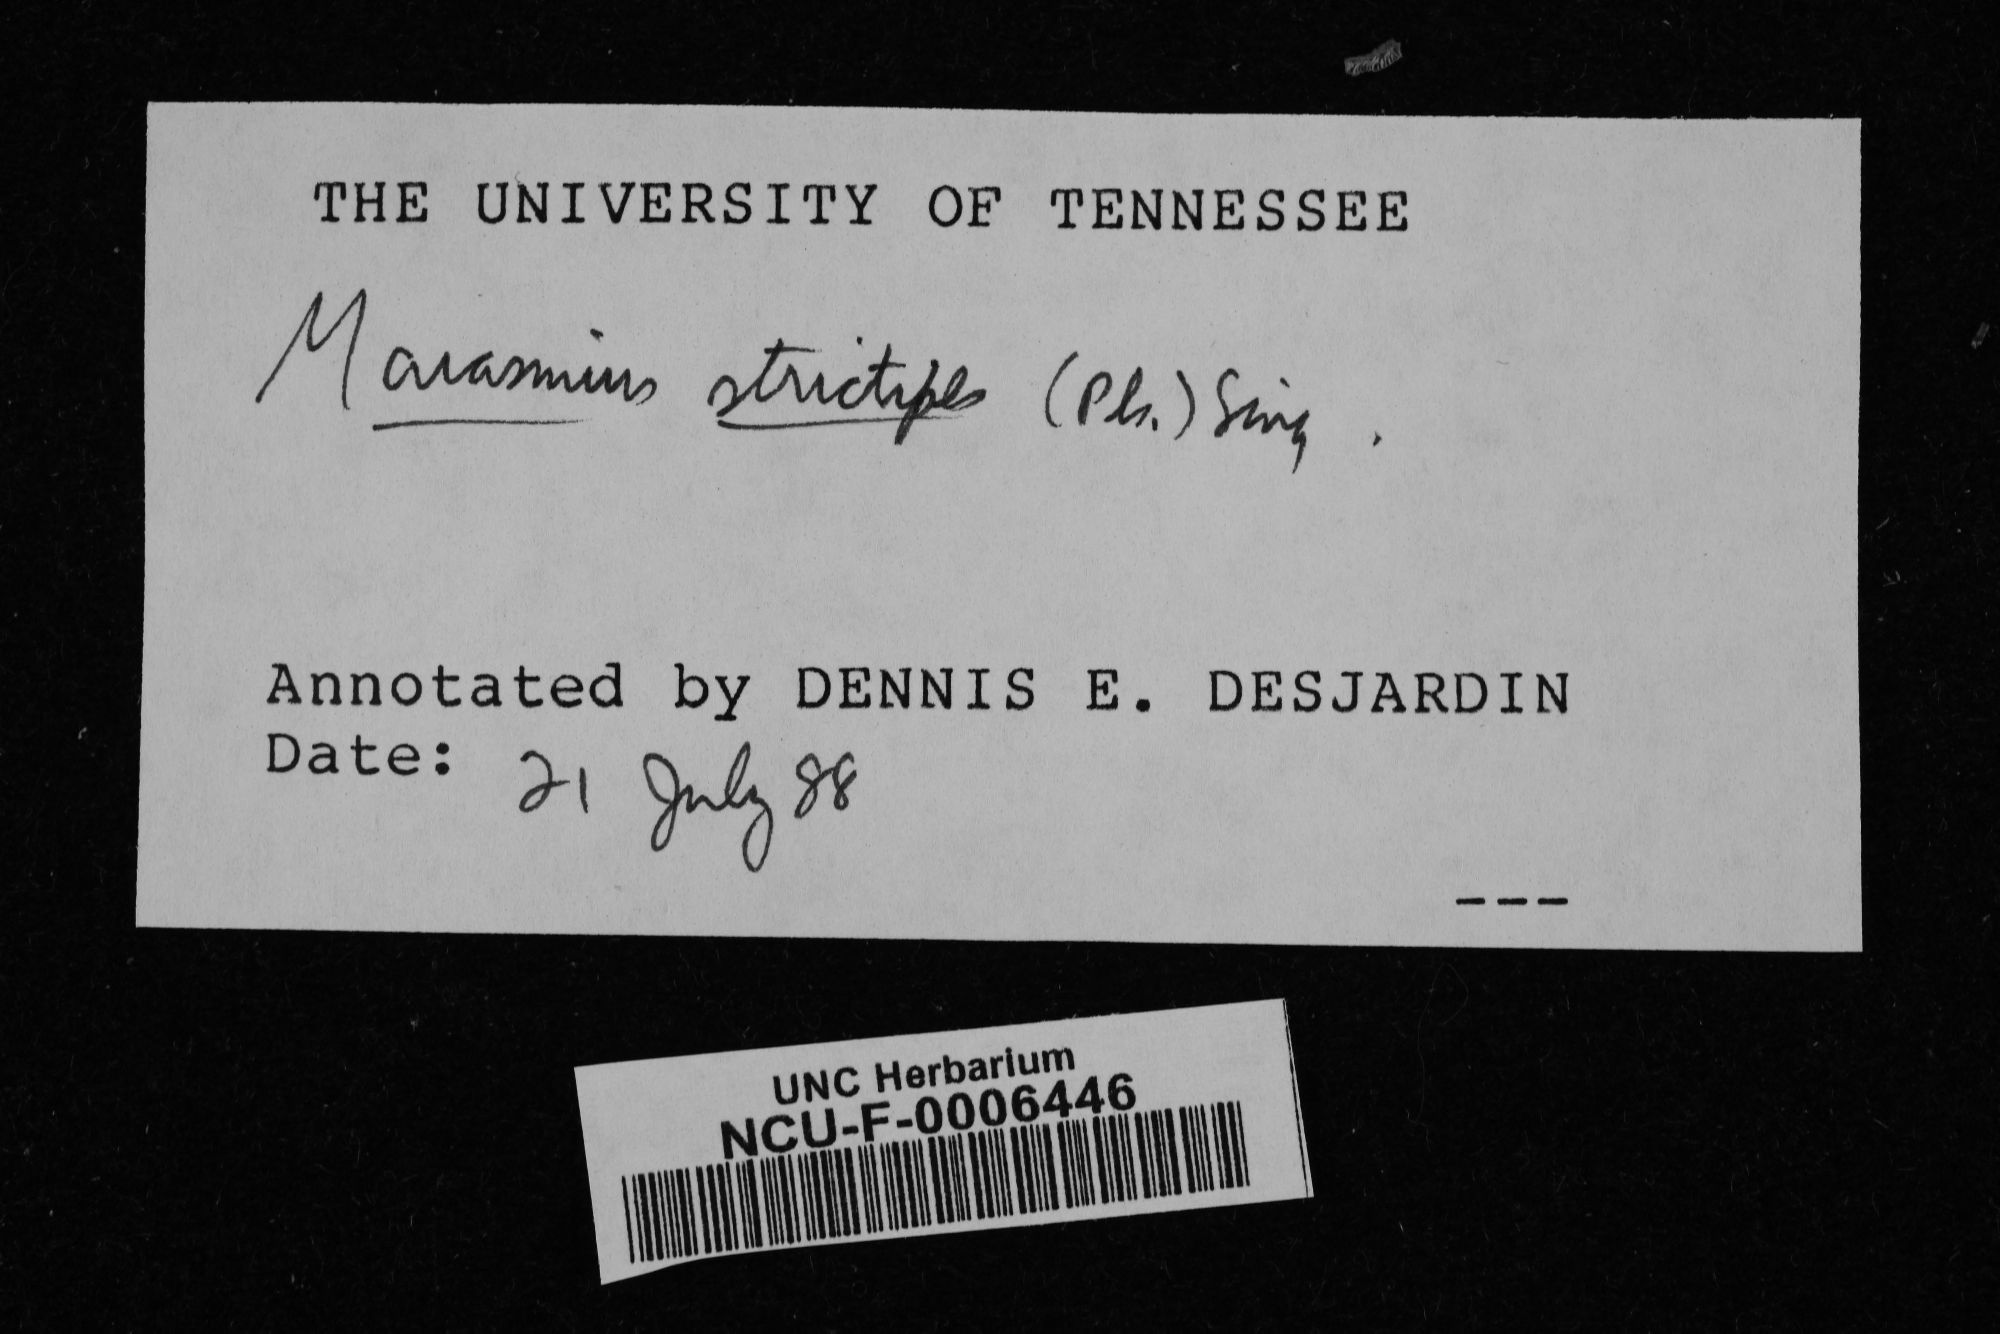 THE UNIVERSITY OF TENNESSEE
Marasmius strictipes (Pk.) Sing.
Annotated by DENNIS E. DESJARDIN
Date: 21 July 88
---
UNC Herbarium
NCU-F-0006446